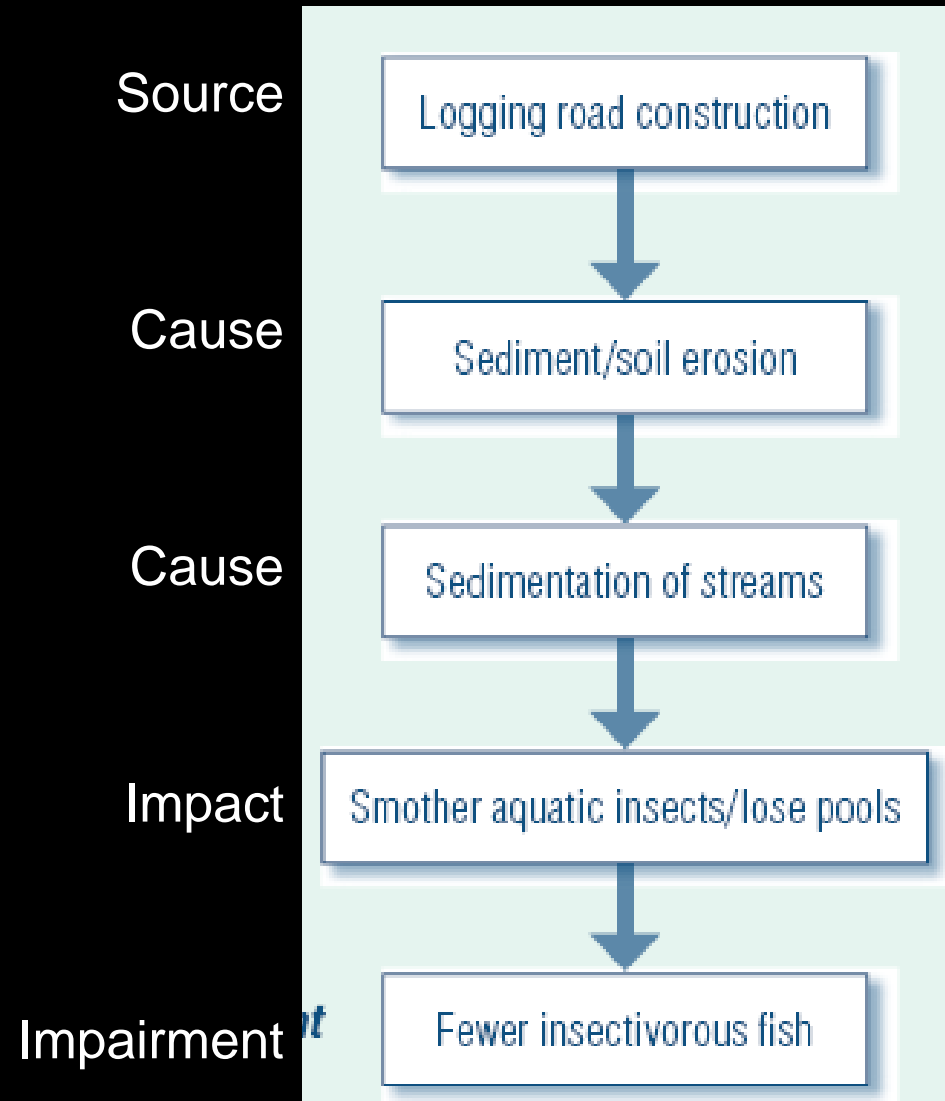 Source
Logging road construction
Cause
Sediment/soil erosion
Cause
Sedimentation of streams
Impact
Smother aquatic insects/lose pools
Impairment
nt
Fewer insectivorous fish